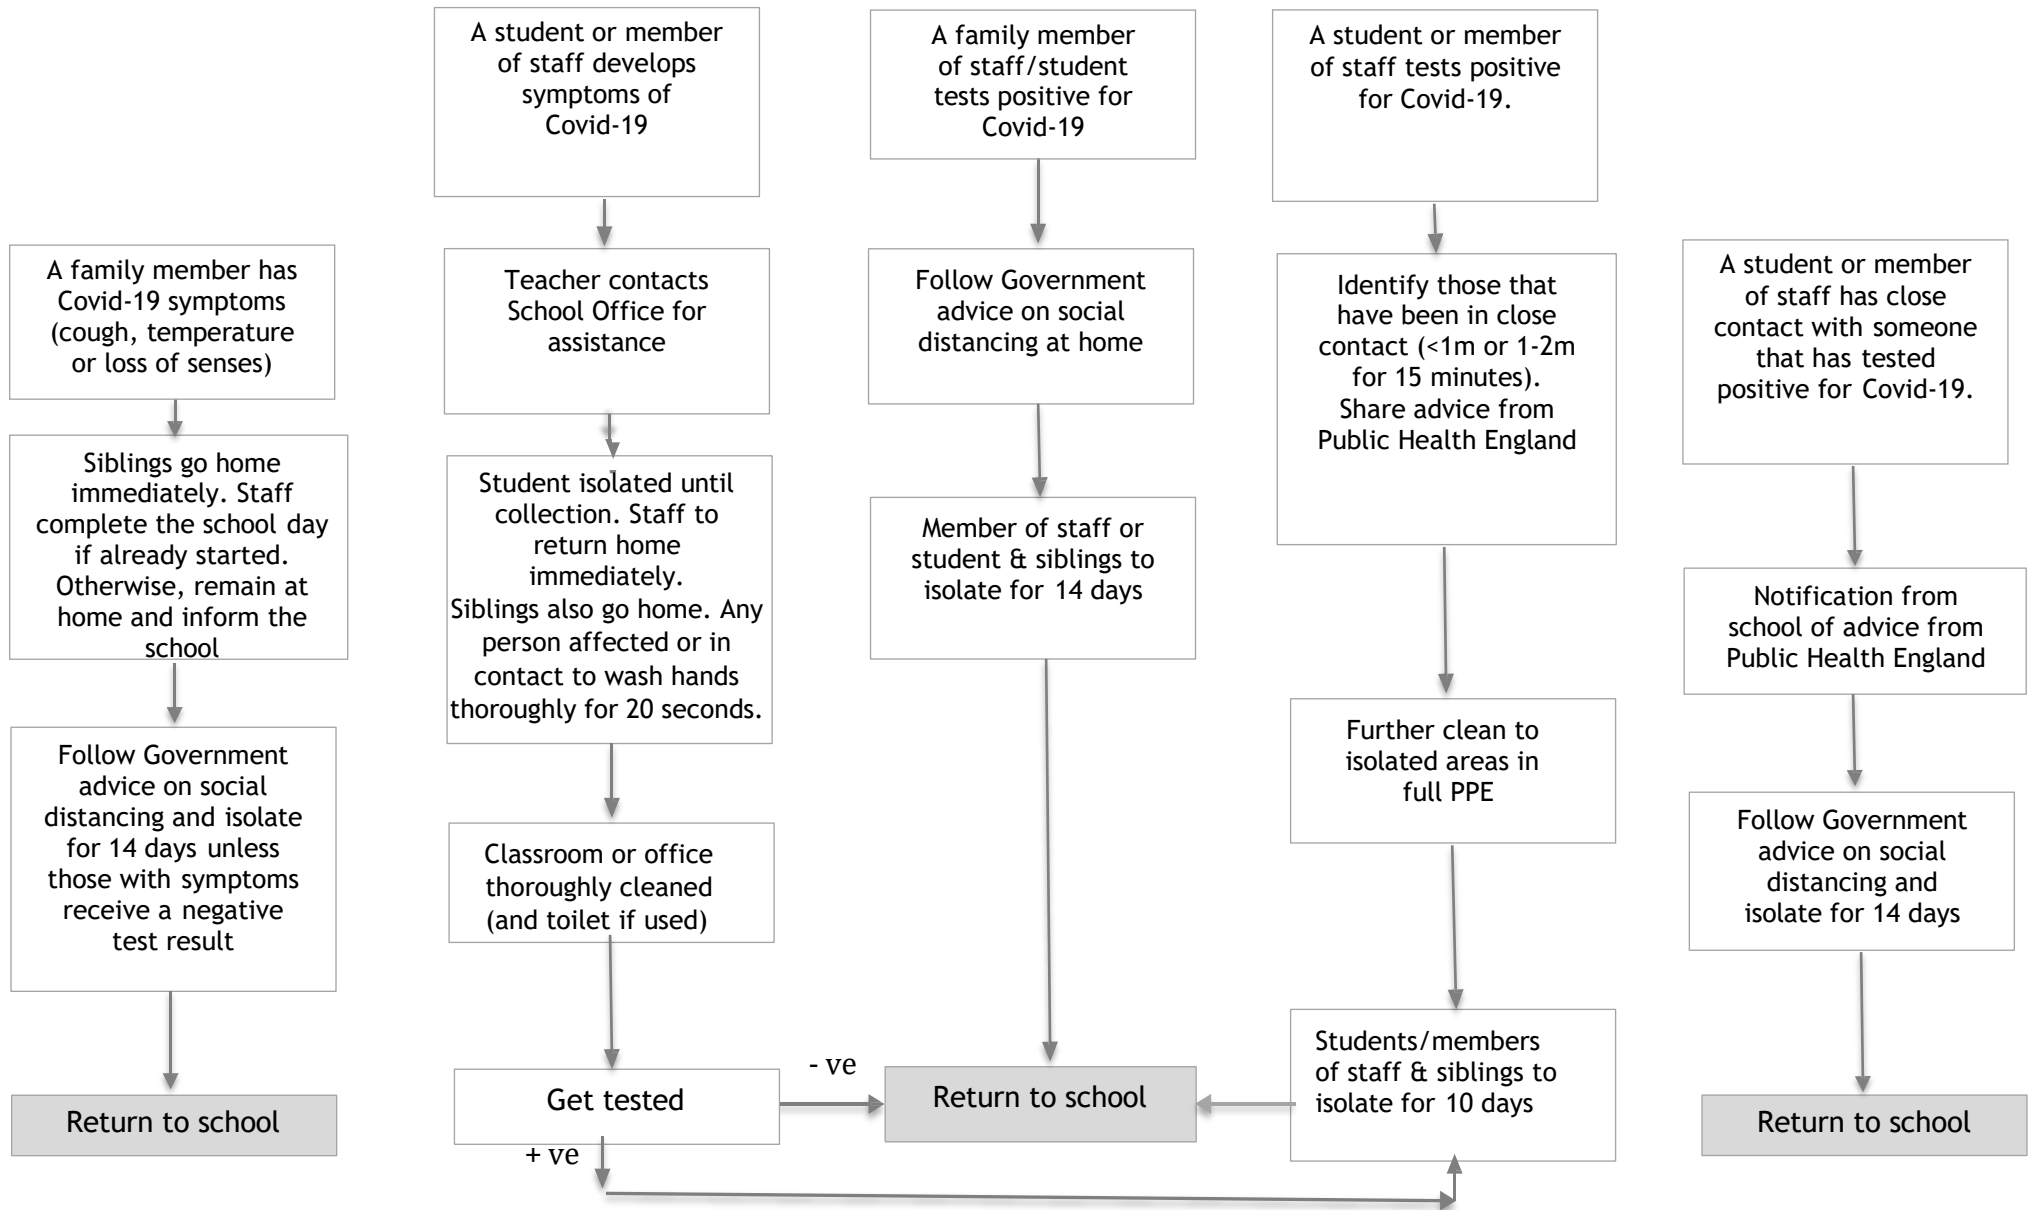 A family member has
Covid-19 symptoms
(cough, temperature
or loss of senses)
Siblings go home
immediately. Staff
complete the school day
if already started.
Otherwise, remain at
home and inform the
school
Follow Government
advice on social
distancing and isolate
for 14 days unless
those with symptoms
receive a negative
test result
Return to school
A student or member
of staff develops
symptoms of
Covid-19
Teacher contacts
School Office for
assistance
Student isolated until
collection. Staff to
return home
immediately.
Siblings also go home. Any
person affected or in
contact to wash hands
thoroughly for 20 seconds.
Classroom or office
thoroughly cleaned
(and toilet if used)
Get tested
- ve
+ ve
A family member
of staff/student
tests positive for
Covid-19
Follow Government
advice on social
distancing at home
Member of staff or
student & siblings to
isolate for 14 days
Return to school
A student or member
of staff tests positive
for Covid-19.
Identify those that
have been in close
contact (<1m or 1-2m
for 15 minutes).
Share advice from
Public Health England
Further clean to
isolated areas in
full PPE
Students/members
of staff & siblings to
isolate for 10 days
A student or member
of staff has close
contact with someone
that has tested
positive for Covid-19.
Notification from
school of advice from
Public Health England
Follow Government
advice on social
distancing and
isolate for 14 days
Return to school